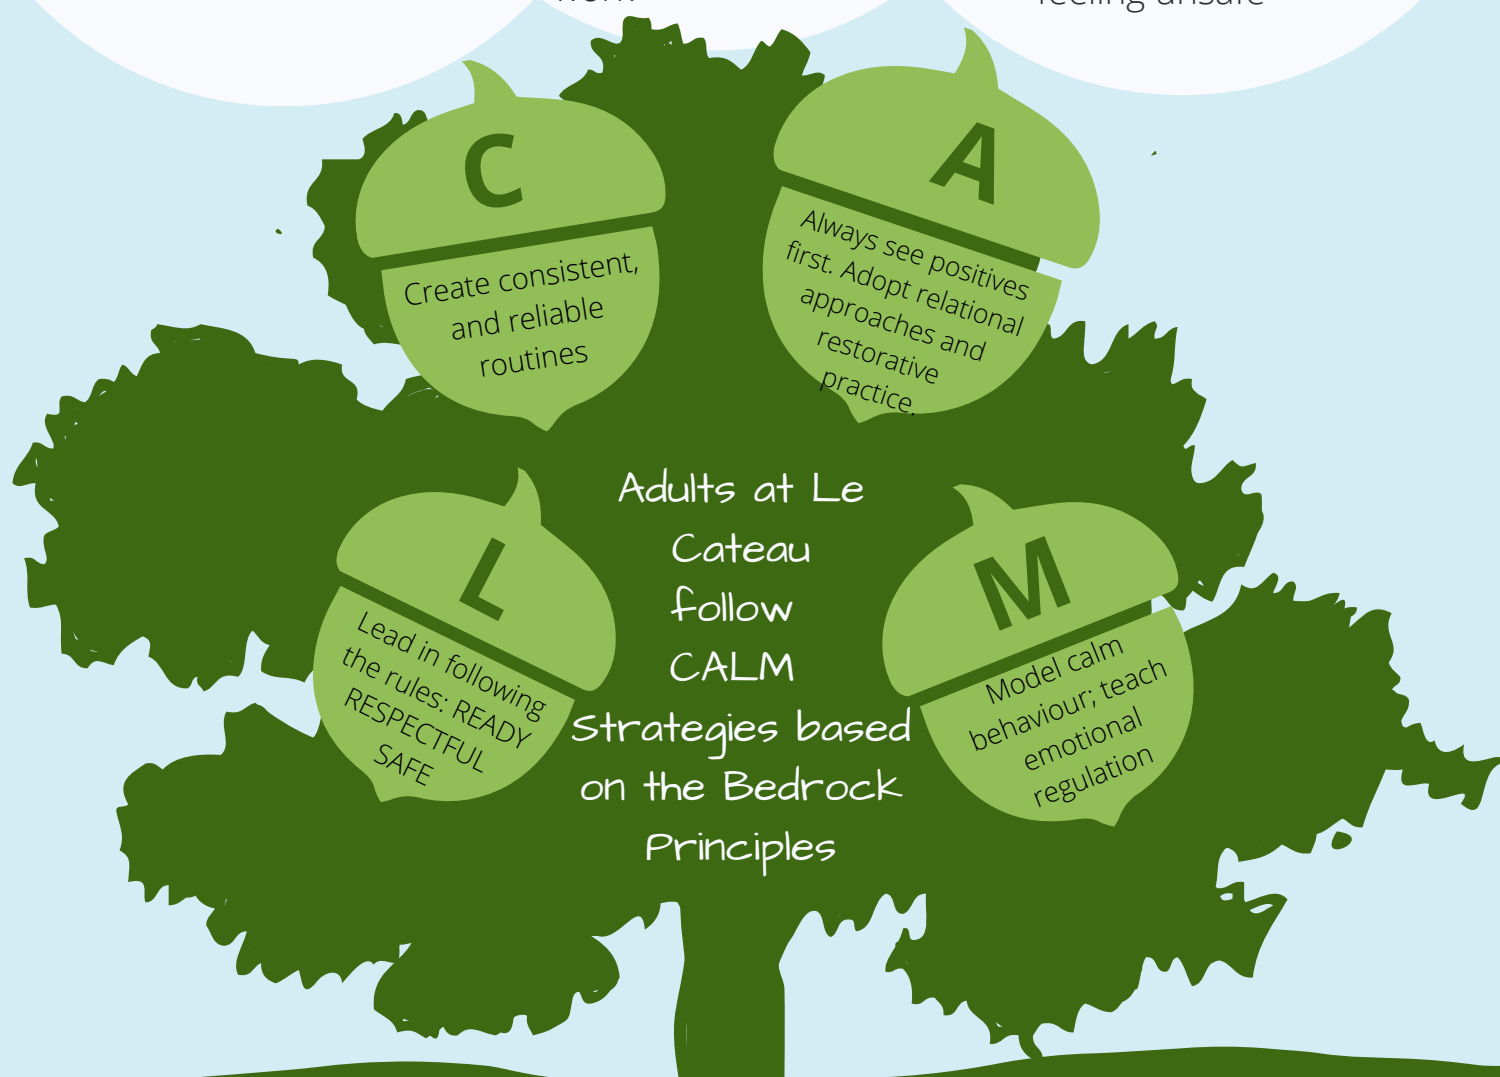 feeling unsafe
C
Create consistent,
and reliable
routines
A
Always see positives
first. Adopt relational
approaches and
restorative
practice.
L
Lead in following
the rules: READY
RESPECTFUL
SAFE
Adults at Le
Cateau
follow
CALM
Strategies based
on the Bedrock
Principles
M
Model calm
behaviour; teach
emotional
regulation